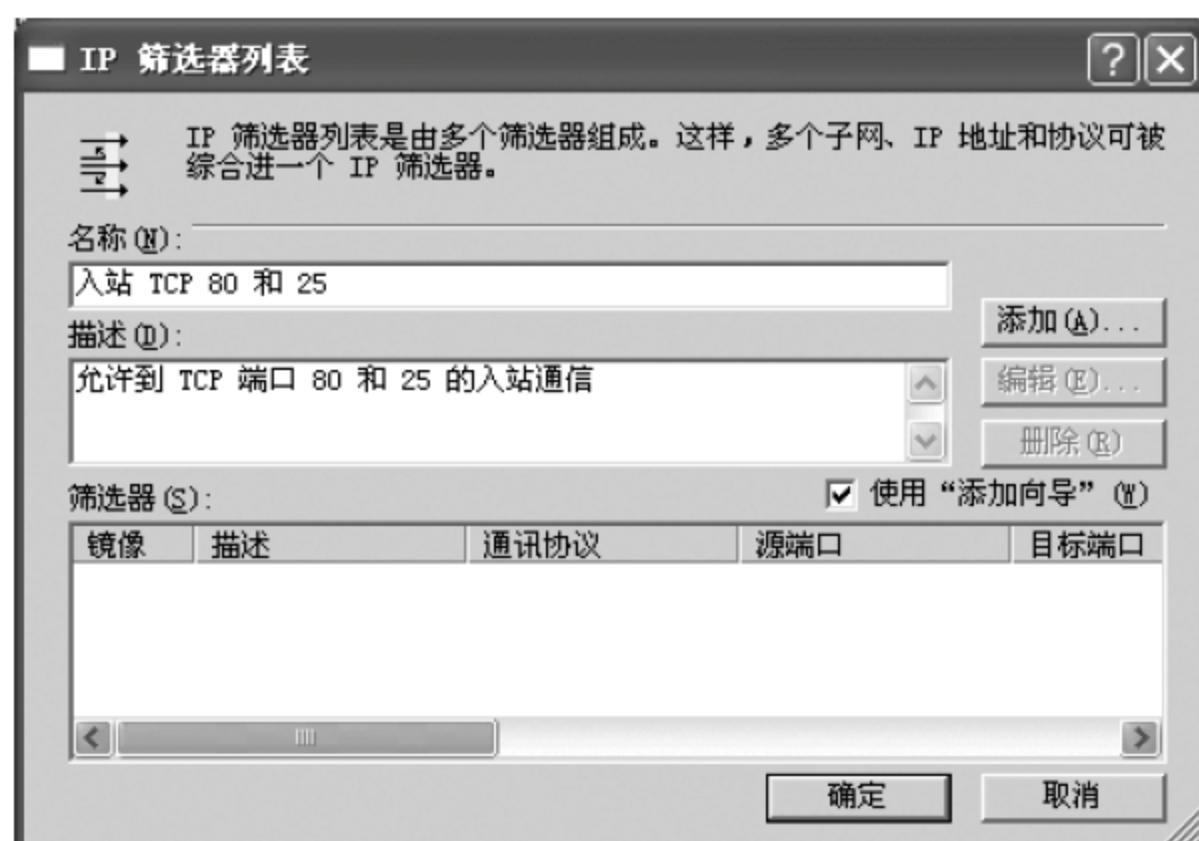 IP 筛选器列表
IP 筛选器列表是由多个筛选器组成。这样,多个子网、IP 地址和协议可被
综合进一个 IP 筛选器。
名称(N):
入站 TCP 80 和 25
添加(A)...
描述(D):
允许到 TCP 端口 80 和 25 的入站通信
编辑(E)...
删除(R)
筛选器(S):
使用“添加向导”(W)
镜像 描述 通讯协议 源端口 目标端口
确定 取消